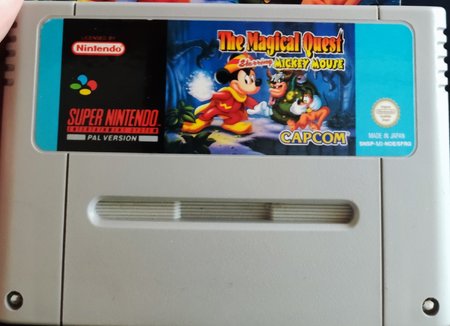 LICENSED BY
Nintendo
The Magical Quest
Starring MICKEY MOUSE
SUPER NINTENDO
ENTERTAINMENT SYSTEM
PAL VERSION
CAPCOM
MADE IN JAPAN